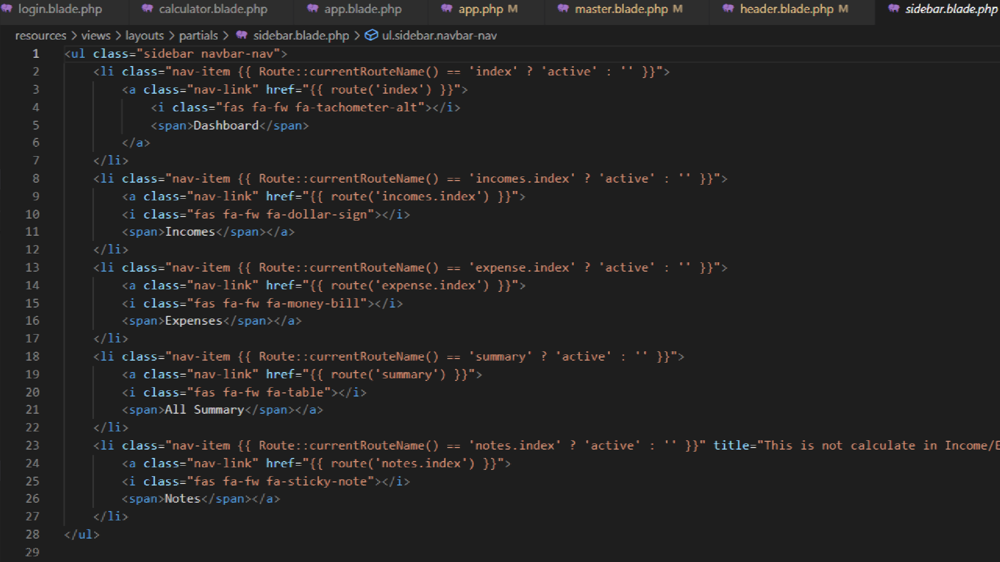 login.blade.php calculator.blade.php app.blade.php app.php M master.blade.php M header.blade.php M sidebar.blade.php
resources > views > layouts > partials > sidebar.blade.php > ul.sidebar.navbar-nav
1 <ul class="sidebar navbar-nav">
2 <li class="nav-item {{ Route::currentRouteName() == 'index' ? 'active' : '' }}">
3 <a class="nav-link" href="{{ route('index') }}">
4 <i class="fas fa-fw fa-tachometer-alt"></i>
5 <span>Dashboard</span>
6 </a>
7 </li>
8 <li class="nav-item {{ Route::currentRouteName() == 'incomes.index' ? 'active' : '' }}">
9 <a class="nav-link" href="{{ route('incomes.index') }}">
10 <i class="fas fa-fw fa-dollar-sign"></i>
11 <span>Incomes</span></a>
12 </li>
13 <li class="nav-item {{ Route::currentRouteName() == 'expense.index' ? 'active' : '' }}">
14 <a class="nav-link" href="{{ route('expense.index') }}">
15 <i class="fas fa-fw fa-money-bill"></i>
16 <span>Expenses</span></a>
17 </li>
18 <li class="nav-item {{ Route::currentRouteName() == 'summary' ? 'active' : '' }}">
19 <a class="nav-link" href="{{ route('summary') }}">
20 <i class="fas fa-fw fa-table"></i>
21 <span>All Summary</span></a>
22 </li>
23 <li class="nav-item {{ Route::currentRouteName() == 'notes.index' ? 'active' : '' }}" title="This is not calculate in Income/E
24 <a class="nav-link" href="{{ route('notes.index') }}">
25 <i class="fas fa-fw fa-sticky-note"></i>
26 <span>Notes</span></a>
27 </li>
28 </ul>
29